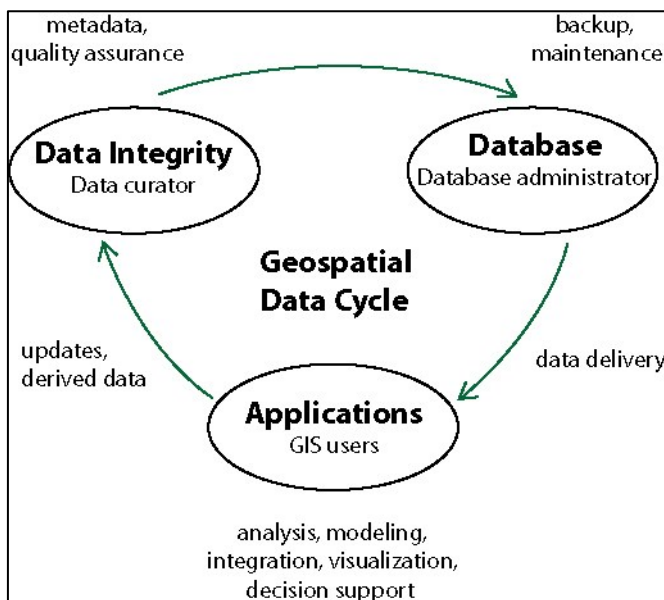 metadata,
quality assurance
backup,
maintenance
Data Integrity
Data curator
Database
Database administrator
Geospatial
Data Cycle
updates,
derived data
data delivery
Applications
GIS users
analysis, modeling,
integration, visualization,
decision support